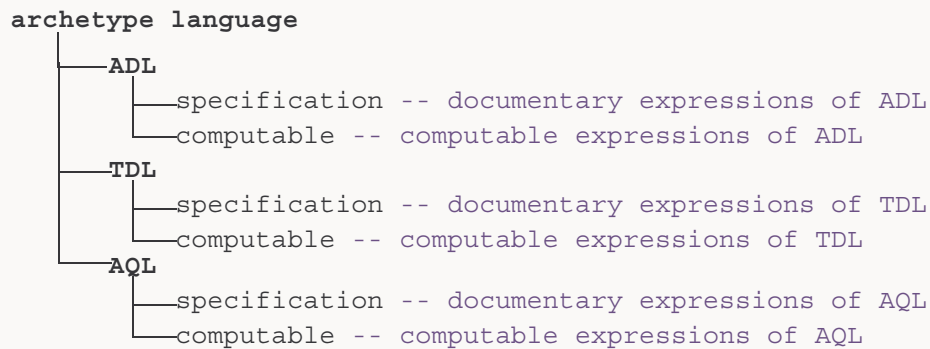 archetype language
ADL
specification -- documentary expressions of ADL
computable -- computable expressions of ADL
TDL
specification -- documentary expressions of TDL
computable -- computable expressions of TDL
AQL
specification -- documentary expressions of AQL
computable -- computable expressions of AQL